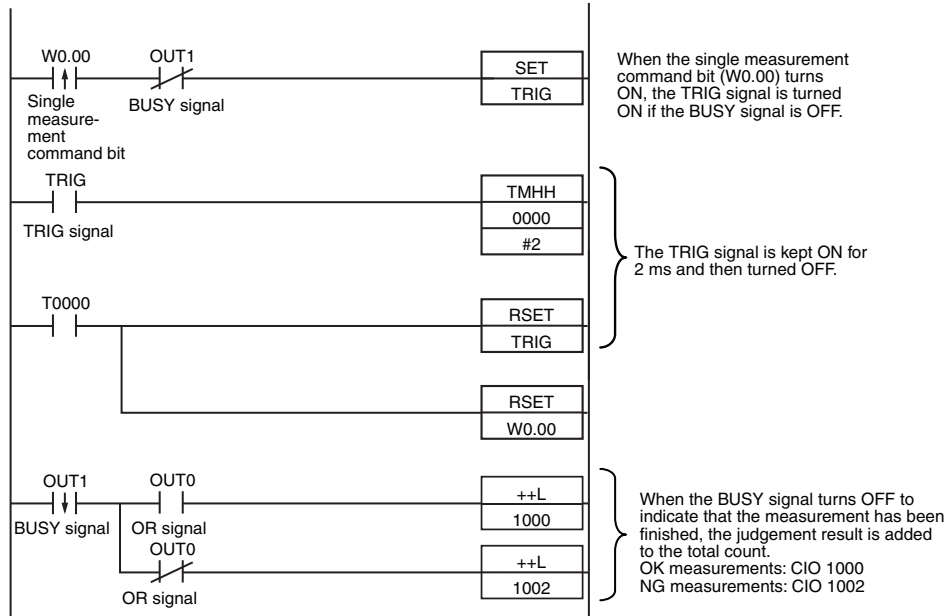 W0.00
OUT1
SET
TRIG
Single
measure-
ment
command bit
BUSY signal
When the single measurement
command bit (W0.00) turns
ON, the TRIG signal is turned
ON if the BUSY signal is OFF.
TRIG
TRIG signal
TMHH
0000
#2
The TRIG signal is kept ON for
2 ms and then turned OFF.
T0000
RSET
TRIG
RSET
W0.00
OUT1
BUSY signal
OUT0
OR signal
++L
1000
OUT0
OR signal
++L
1002
When the BUSY signal turns OFF to
indicate that the measurement has been
finished, the judgement result is added
to the total count.
OK measurements: CIO 1000
NG measurements: CIO 1002